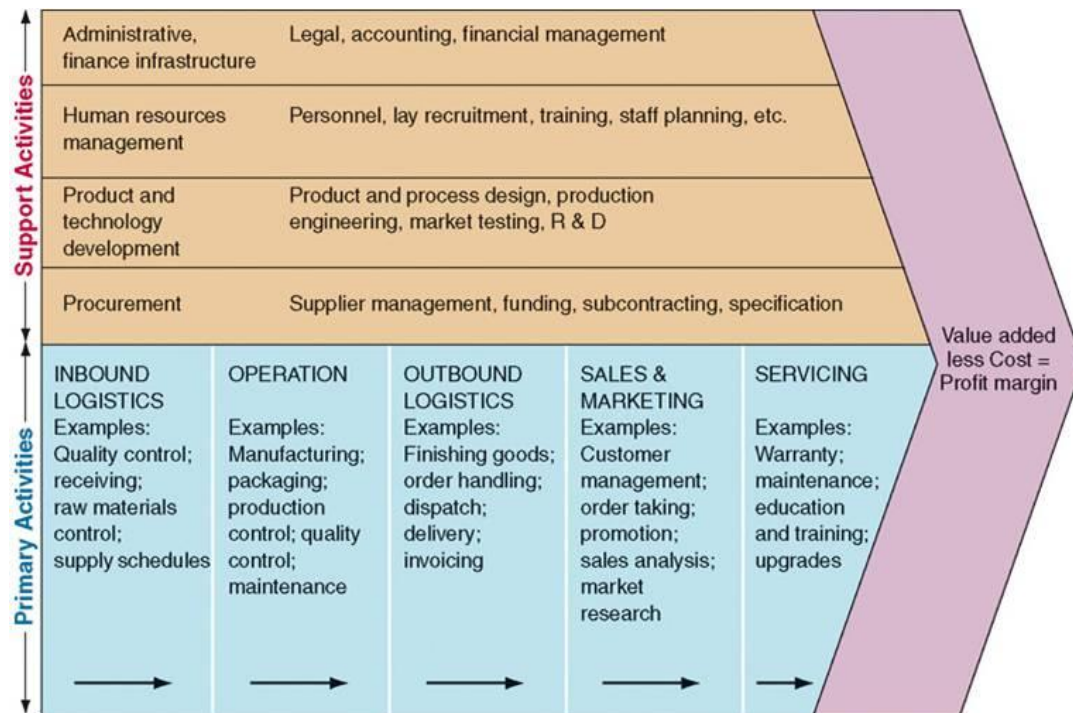 Support Activities
Administrative,
finance infrastructure
Legal, accounting, financial management
Human resources
management
Personnel, lay recruitment, training, staff planning, etc.
Product and
technology
development
Product and process design, production
engineering, market testing, R & D
Procurement
Supplier management, funding, subcontracting, specification
Primary Activities
INBOUND
LOGISTICS
Examples:
Quality control;
receiving;
raw materials
control;
supply schedules
OPERATION
Examples:
Manufacturing;
packaging;
production
control; quality
control;
maintenance
OUTBOUND
LOGISTICS
Examples:
Finishing goods;
order handling;
dispatch;
delivery;
invoicing
SALES &
MARKETING
Examples:
Customer
management;
order taking;
promotion;
sales analysis;
market
research
SERVICING
Examples:
Warranty;
maintenance;
education
and training;
upgrades
Value added
less Cost =
Profit margin